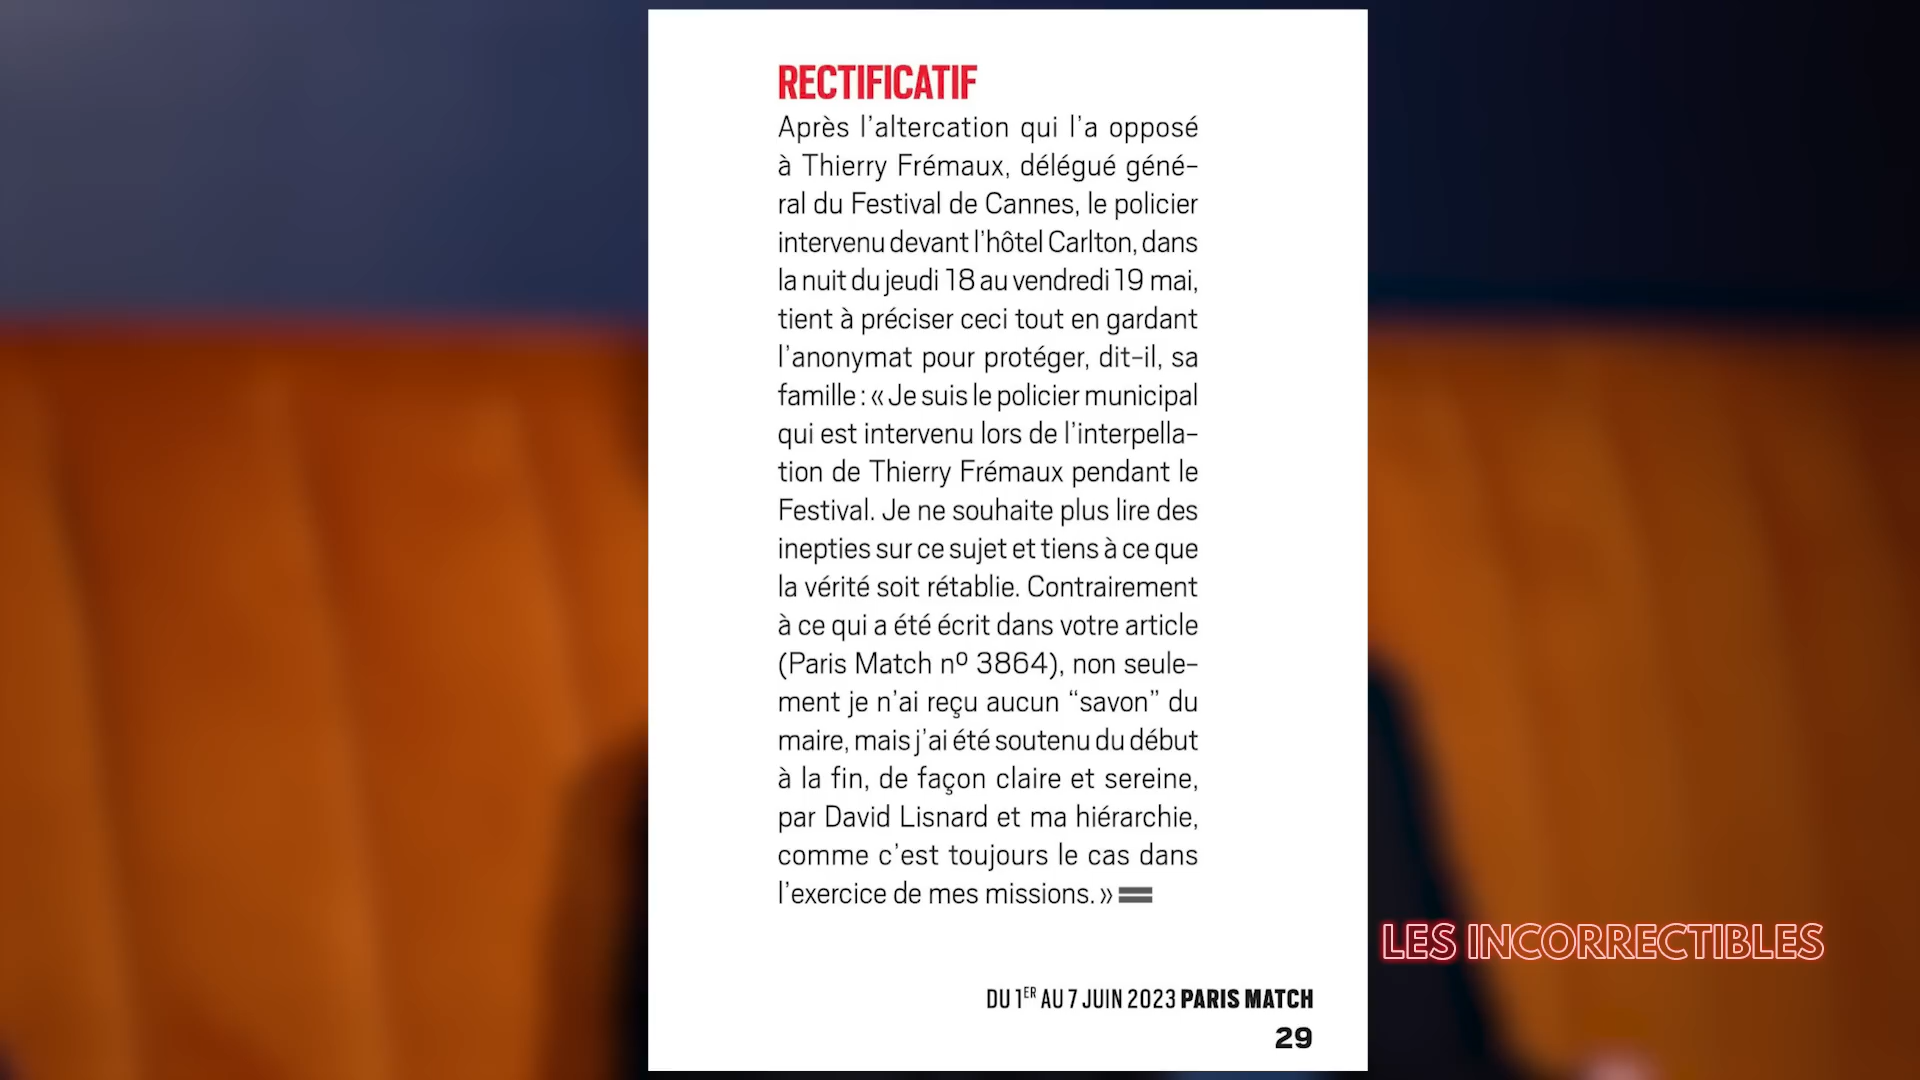 RECTIFICATIF
Après l'altercation qui l'a opposé
à Thierry Frémaux, délégué géné-
ral du Festival de Cannes, le policier
intervenu devant l'hôtel Carlton, dans
la nuit du jeudi 18 au vendredi 19 mai,
tient à préciser ceci tout en gardant
l'anonymat pour protéger, dit-il, sa
famille : « Je suis le policier municipal
qui est intervenu lors de l'interpella-
tion de Thierry Frémaux pendant le
Festival. Je ne souhaite plus lire des
inepties sur ce sujet et tiens à ce que
la vérité soit rétablie. Contrairement
à ce qui a été écrit dans votre article
(Paris Match nº 3864), non seule-
ment je n'ai reçu aucun “savon” du
maire, mais j'ai été soutenu du début
à la fin, de façon claire et sereine,
par David Lisnard et ma hiérarchie,
comme c'est toujours le cas dans
l'exercice de mes missions. »
LES INCORRECTIBLES
DU 1ER AU 7 JUIN 2023 PARIS MATCH
29